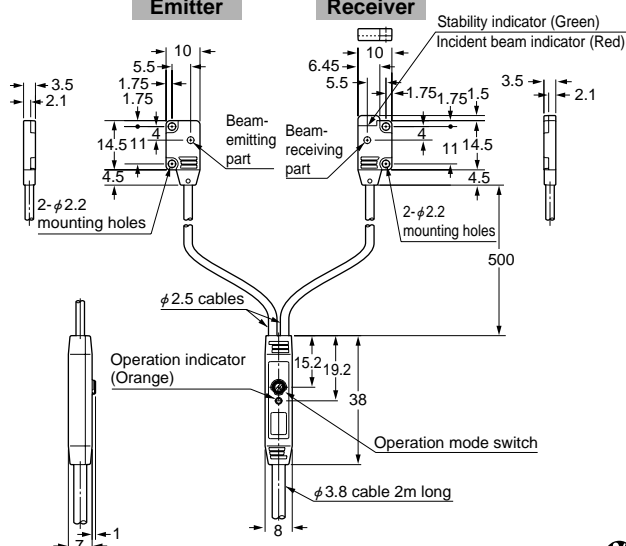 Emitter
Receiver
Stability indicator (Green)
Incident beam indicator (Red)
10
5.5
1.75
1.75
3.5
2.1
4
14.5
11
4.5
Beam-
emitting
part
2-φ2.2
mounting holes
10
6.45
5.5
1.75
1.75
1.5
3.5
2.1
Beam-
receiving
part
4
11
14.5
4.5
2-φ2.2
mounting holes
500
φ2.5 cables
Operation indicator
(Orange)
15.2
19.2
38
Operation mode switch
φ3.8 cable 2m long
8
1
7